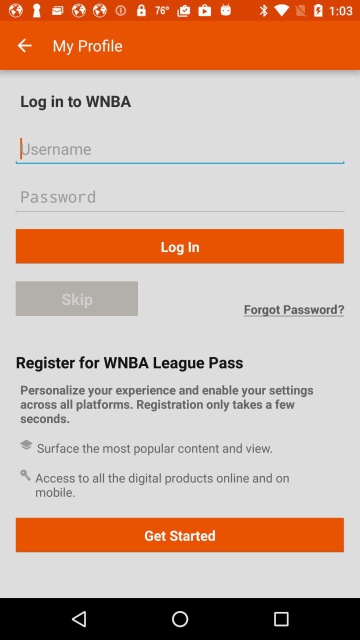 76° 1:03
My Profile
Log in to WNBA
Username
Password
Log In
Skip
Forgot Password?
Register for WNBA League Pass
Personalize your experience and enable your settings
across all platforms. Registration only takes a few
seconds.
Surface the most popular content and view.
Access to all the digital products online and on
mobile.
Get Started